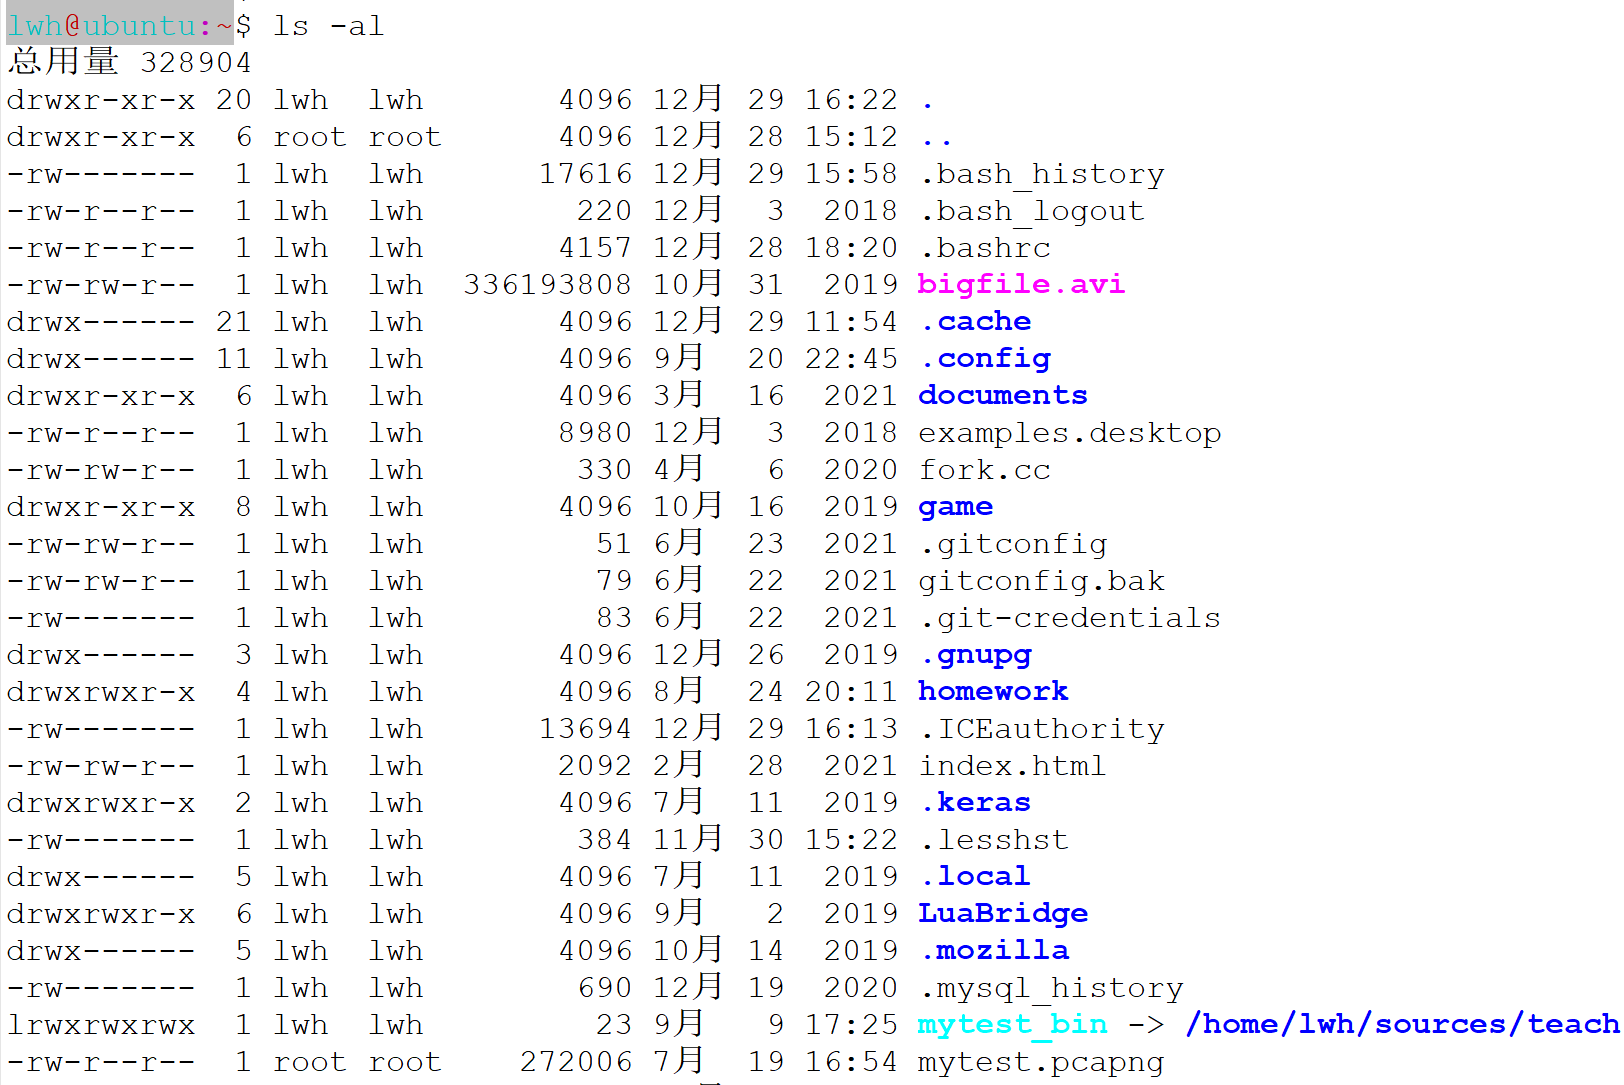 lwh@ubuntu:~$ ls -al
总用量 328904
drwxr-xr-x 20 lwh  lwh       4096 12月 29 16:22 .
drwxr-xr-x  6 root root      4096 12月 28 15:12 ..
-rw-------  1 lwh  lwh      17616 12月 29 15:58 .bash_history
-rw-r--r--  1 lwh  lwh        220 12月  3  2018 .bash_logout
-rw-r--r--  1 lwh  lwh       4157 12月 28 18:20 .bashrc
-rw-rw-r--  1 lwh  lwh  336193808 10月 31  2019 bigfile.avi
drwx------ 21 lwh  lwh       4096 12月 29 11:54 .cache
drwx------ 11 lwh  lwh       4096 9月  20 22:45 .config
drwxr-xr-x  6 lwh  lwh       4096 3月  16  2021 documents
-rw-r--r--  1 lwh  lwh       8980 12月  3  2018 examples.desktop
-rw-rw-r--  1 lwh  lwh        330 4月   6  2020 fork.cc
drwxr-xr-x  8 lwh  lwh       4096 10月 16  2019 game
-rw-rw-r--  1 lwh  lwh         51 6月  23  2021 .gitconfig
-rw-rw-r--  1 lwh  lwh         79 6月  22  2021 gitconfig.bak
-rw-------  1 lwh  lwh         83 6月  22  2021 .git-credentials
drwx------  3 lwh  lwh       4096 12月 26  2019 .gnupg
drwxrwxr-x  4 lwh  lwh       4096 8月  24 20:11 homework
-rw-------  1 lwh  lwh      13694 12月 29 16:13 .ICEauthority
-rw-rw-r--  1 lwh  lwh       2092 2月  28  2021 index.html
drwxrwxr-x  2 lwh  lwh       4096 7月  11  2019 .keras
-rw-------  1 lwh  lwh        384 11月 30 15:22 .lesshst
drwx------  5 lwh  lwh       4096 7月  11  2019 .local
drwxrwxr-x  6 lwh  lwh       4096 9月   2  2019 LuaBridge
drwx------  5 lwh  lwh       4096 10月 14  2019 .mozilla
-rw-------  1 lwh  lwh        690 12月 19  2020 .mysql_history
lrwxrwxrwx  1 lwh  lwh         23 9月   9 17:25 mytest_bin -> /home/lwh/sources/teach
-rw-r--r--  1 root root    272006 7月  19 16:54 mytest.pcapng